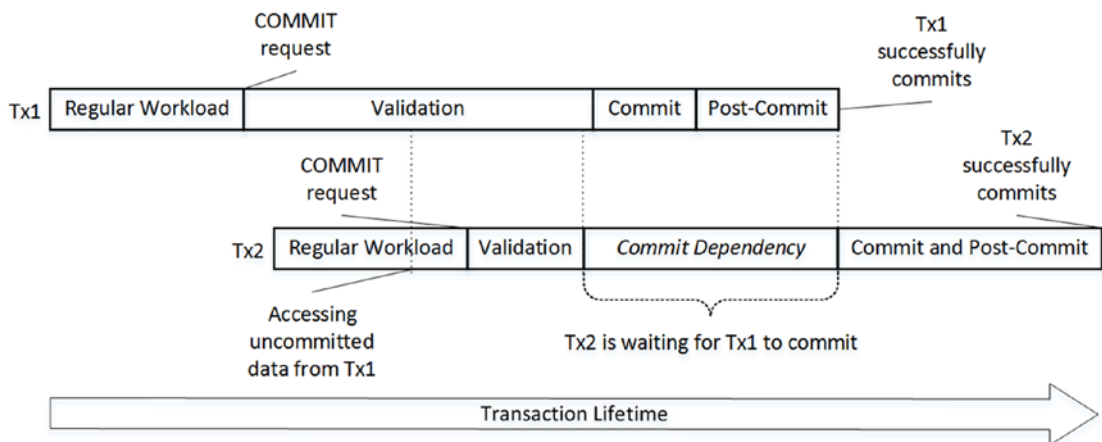 COMMIT
request
Tx1
successfully
commits
Tx1
Regular Workload
Validation
Commit
Post-Commit
COMMIT
request
Tx2
successfully
commits
Tx2
Regular Workload
Validation
Commit Dependency
Commit and Post-Commit
Accessing
uncommitted
data from Tx1
Tx2 is waiting for Tx1 to commit
Transaction Lifetime